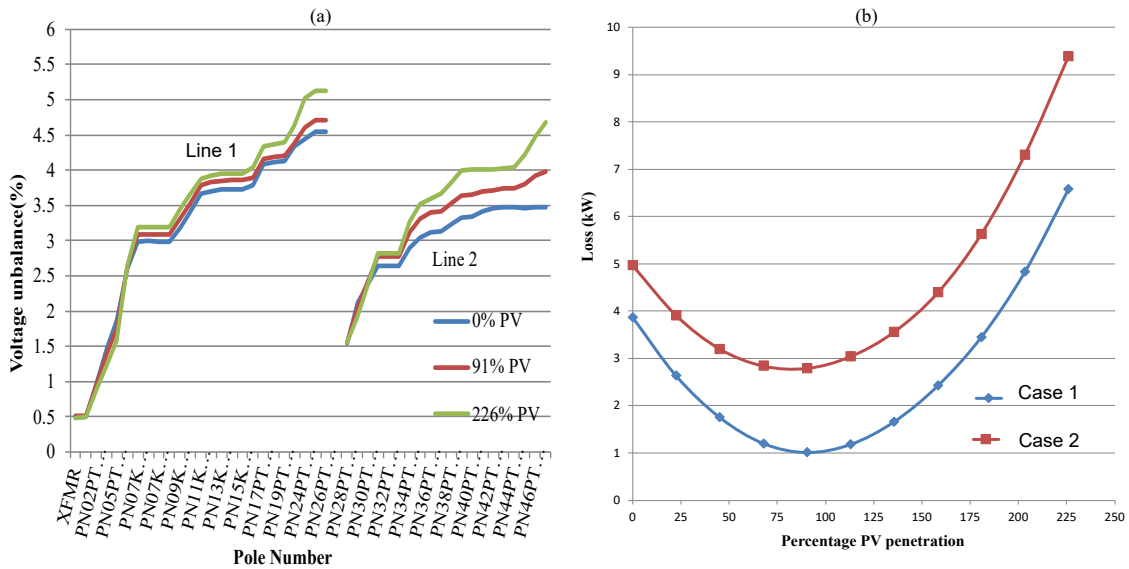 (a)
Voltage unbalance(%)
6
5.5
5
4.5
4
3.5
3
2.5
2
1.5
1
0.5
0
Line 1
Line 2
0% PV
91% PV
226% PV
XFMR
PN02PT…
PN05PT…
PN07K…
PN07K…
PN09K…
PN11K…
PN13K…
PN15K…
PN17PT…
PN19PT…
PN24PT…
PN26PT…
PN28PT…
PN30PT…
PN32PT…
PN34PT…
PN36PT…
PN38PT…
PN40PT…
PN42PT…
PN44PT…
PN46PT…
Pole Number
(b)
Loss (kW)
10
9
8
7
6
5
4
3
2
1
0
Case 1
Case 2
0 25 50 75 100 125 150 175 200 225 250
Percentage PV penetration